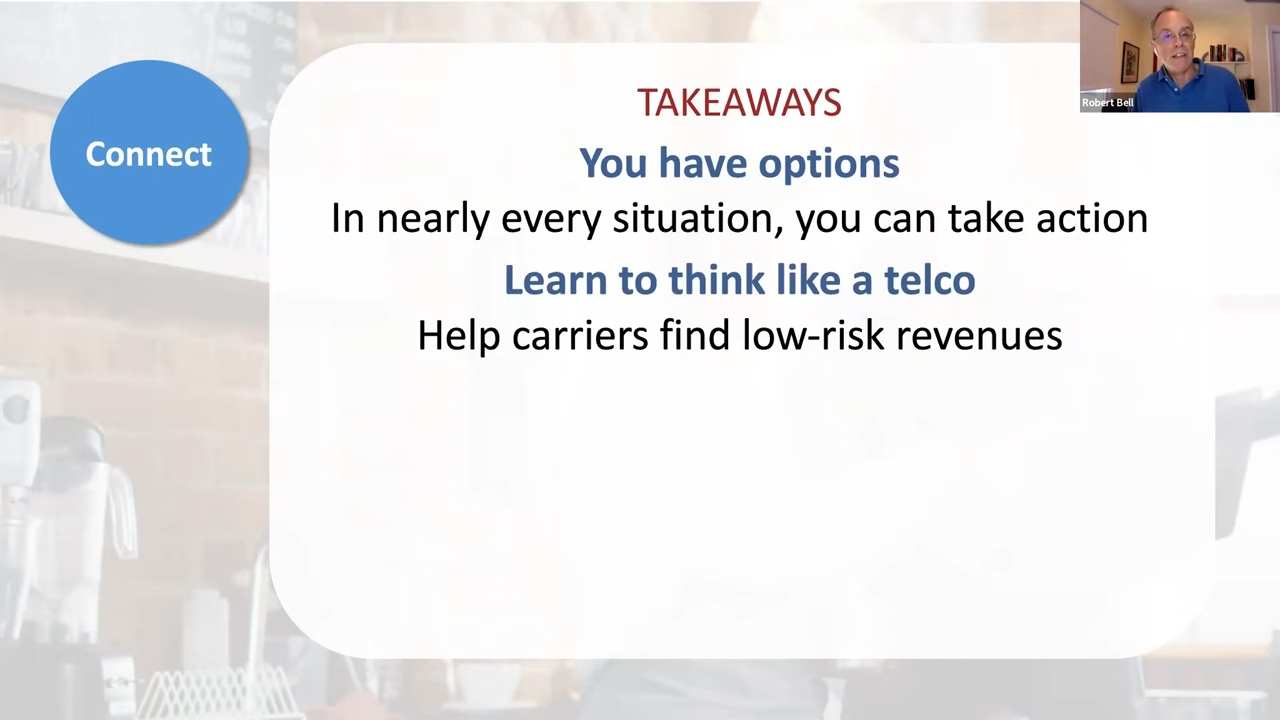 Connect
TAKEAWAYS
You have options
In nearly every situation, you can take action
Learn to think like a telco
Help carriers find low-risk revenues
Robert Bell